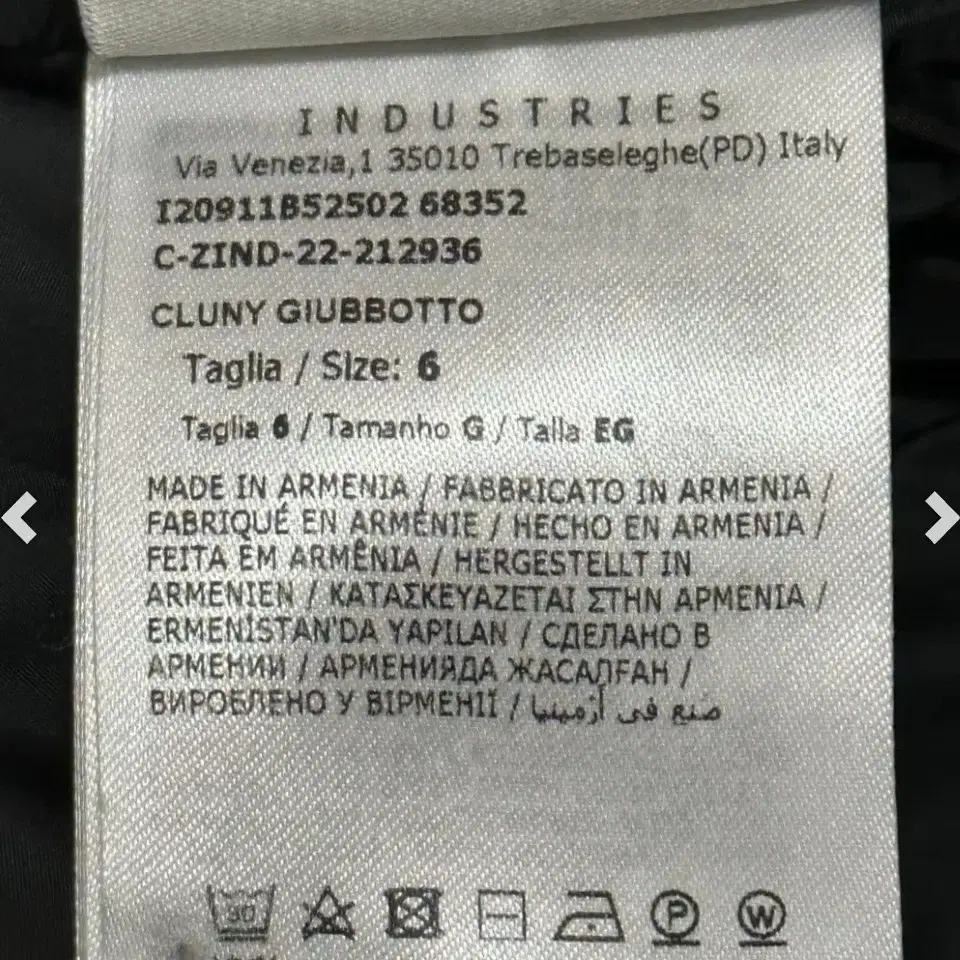 INDUSTRIES
Via Venezia,1 35010 Trebaseleghe(PD) Italy
I20911B52502 68352
C-ZIND-22-212936
CLUNY GIUBBOTTO
Taglia / Size: 6
Taglia 6 / Tamanho G / Talla EG
MADE IN ARMENIA / FABBRICATO IN ARMENIA /
FABRIQUÉ EN ARMÉNIE / HECHO EN ARMENIA /
FEITA EM ARMÊNIA / HERGESTELLT IN
ARMENIEN / ΚΑΤΑΣΚΕΥΑΖΕΤΑΙ ΣΤΗΝ ΑΡΜΕΝΙΑ /
ERMENİSTAN'DA YAPILAN / СДЕЛАНО В
АРМЕНИИ / АРМЕНИЯДА ЖАСАЛҒАН /
ВИРОБЛЕНО У ВІРМЕНІЇ / صنع في أرمينيا
30 P W